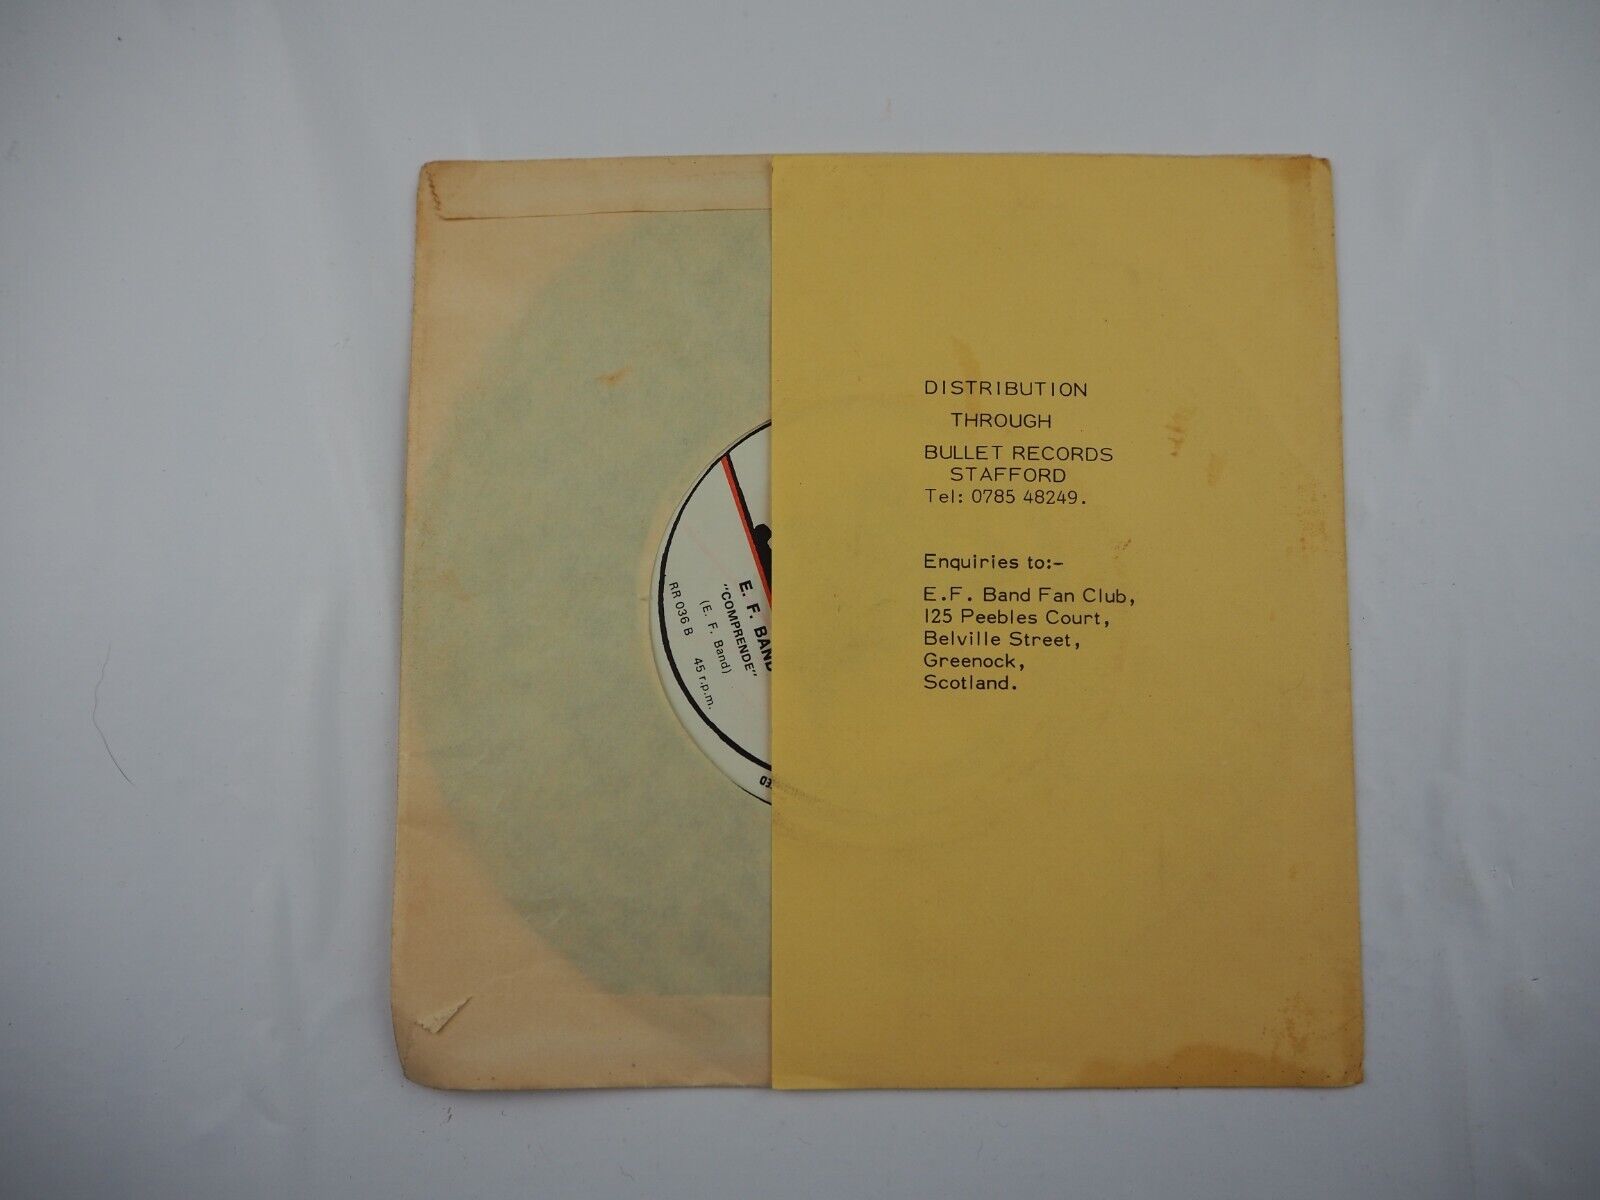 E. F. BAND
"COMPRENDE"
(E. F. Band)
RR 036 B 45 r.p.m.
DISTRIBUTION
THROUGH
BULLET RECORDS
STAFFORD
Tel: 0785 48249.
Enquiries to:-
E.F. Band Fan Club,
125 Peebles Court,
Belville Street,
Greenock,
Scotland.